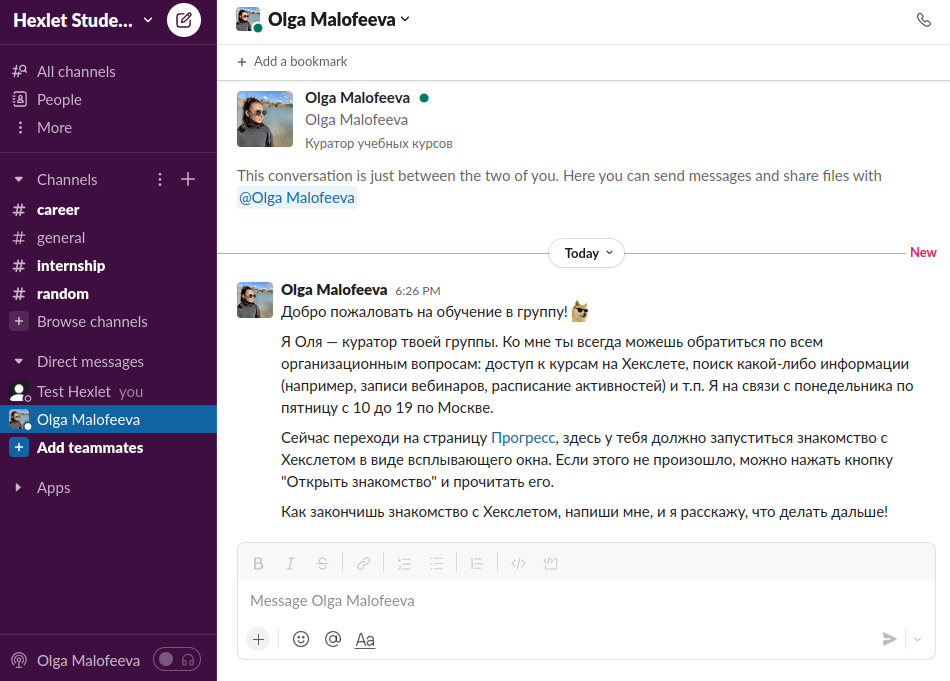 Hexlet Stude...
All channels
People
More
Channels
# career
# general
# internship
# random
+ Browse channels
Direct messages
Test Hexlet you
Olga Malofeeva
+ Add teammates
Apps
Olga Malofeeva
Olga Malofeeva
+ Add a bookmark
Olga Malofeeva
Olga Malofeeva
Куратор учебных курсов
This conversation is just between the two of you. Here you can send messages and share files with
@Olga Malofeeva
Today
New
Olga Malofeeva 6:26 PM
Добро пожаловать на обучение в группу!
Я Оля — куратор твоей группы. Ко мне ты всегда можешь обратиться по всем
организационным вопросам: доступ к курсам на Хекслете, поиск какой-либо информации
(например, записи вебинаров, расписание активностей) и т.п. Я на связи с понедельника по
пятницу с 10 до 19 по Москве.
Сейчас переходи на страницу Прогресс, здесь у тебя должно запуститься знакомство с
Хекслетом в виде всплывающего окна. Если этого не произошло, можно нажать кнопку
"Открыть знакомство" и прочитать его.
Как закончишь знакомство с Хекслетом, напиши мне, и я расскажу, что делать дальше!
B I S
Message Olga Malofeeva
+ @ Aa